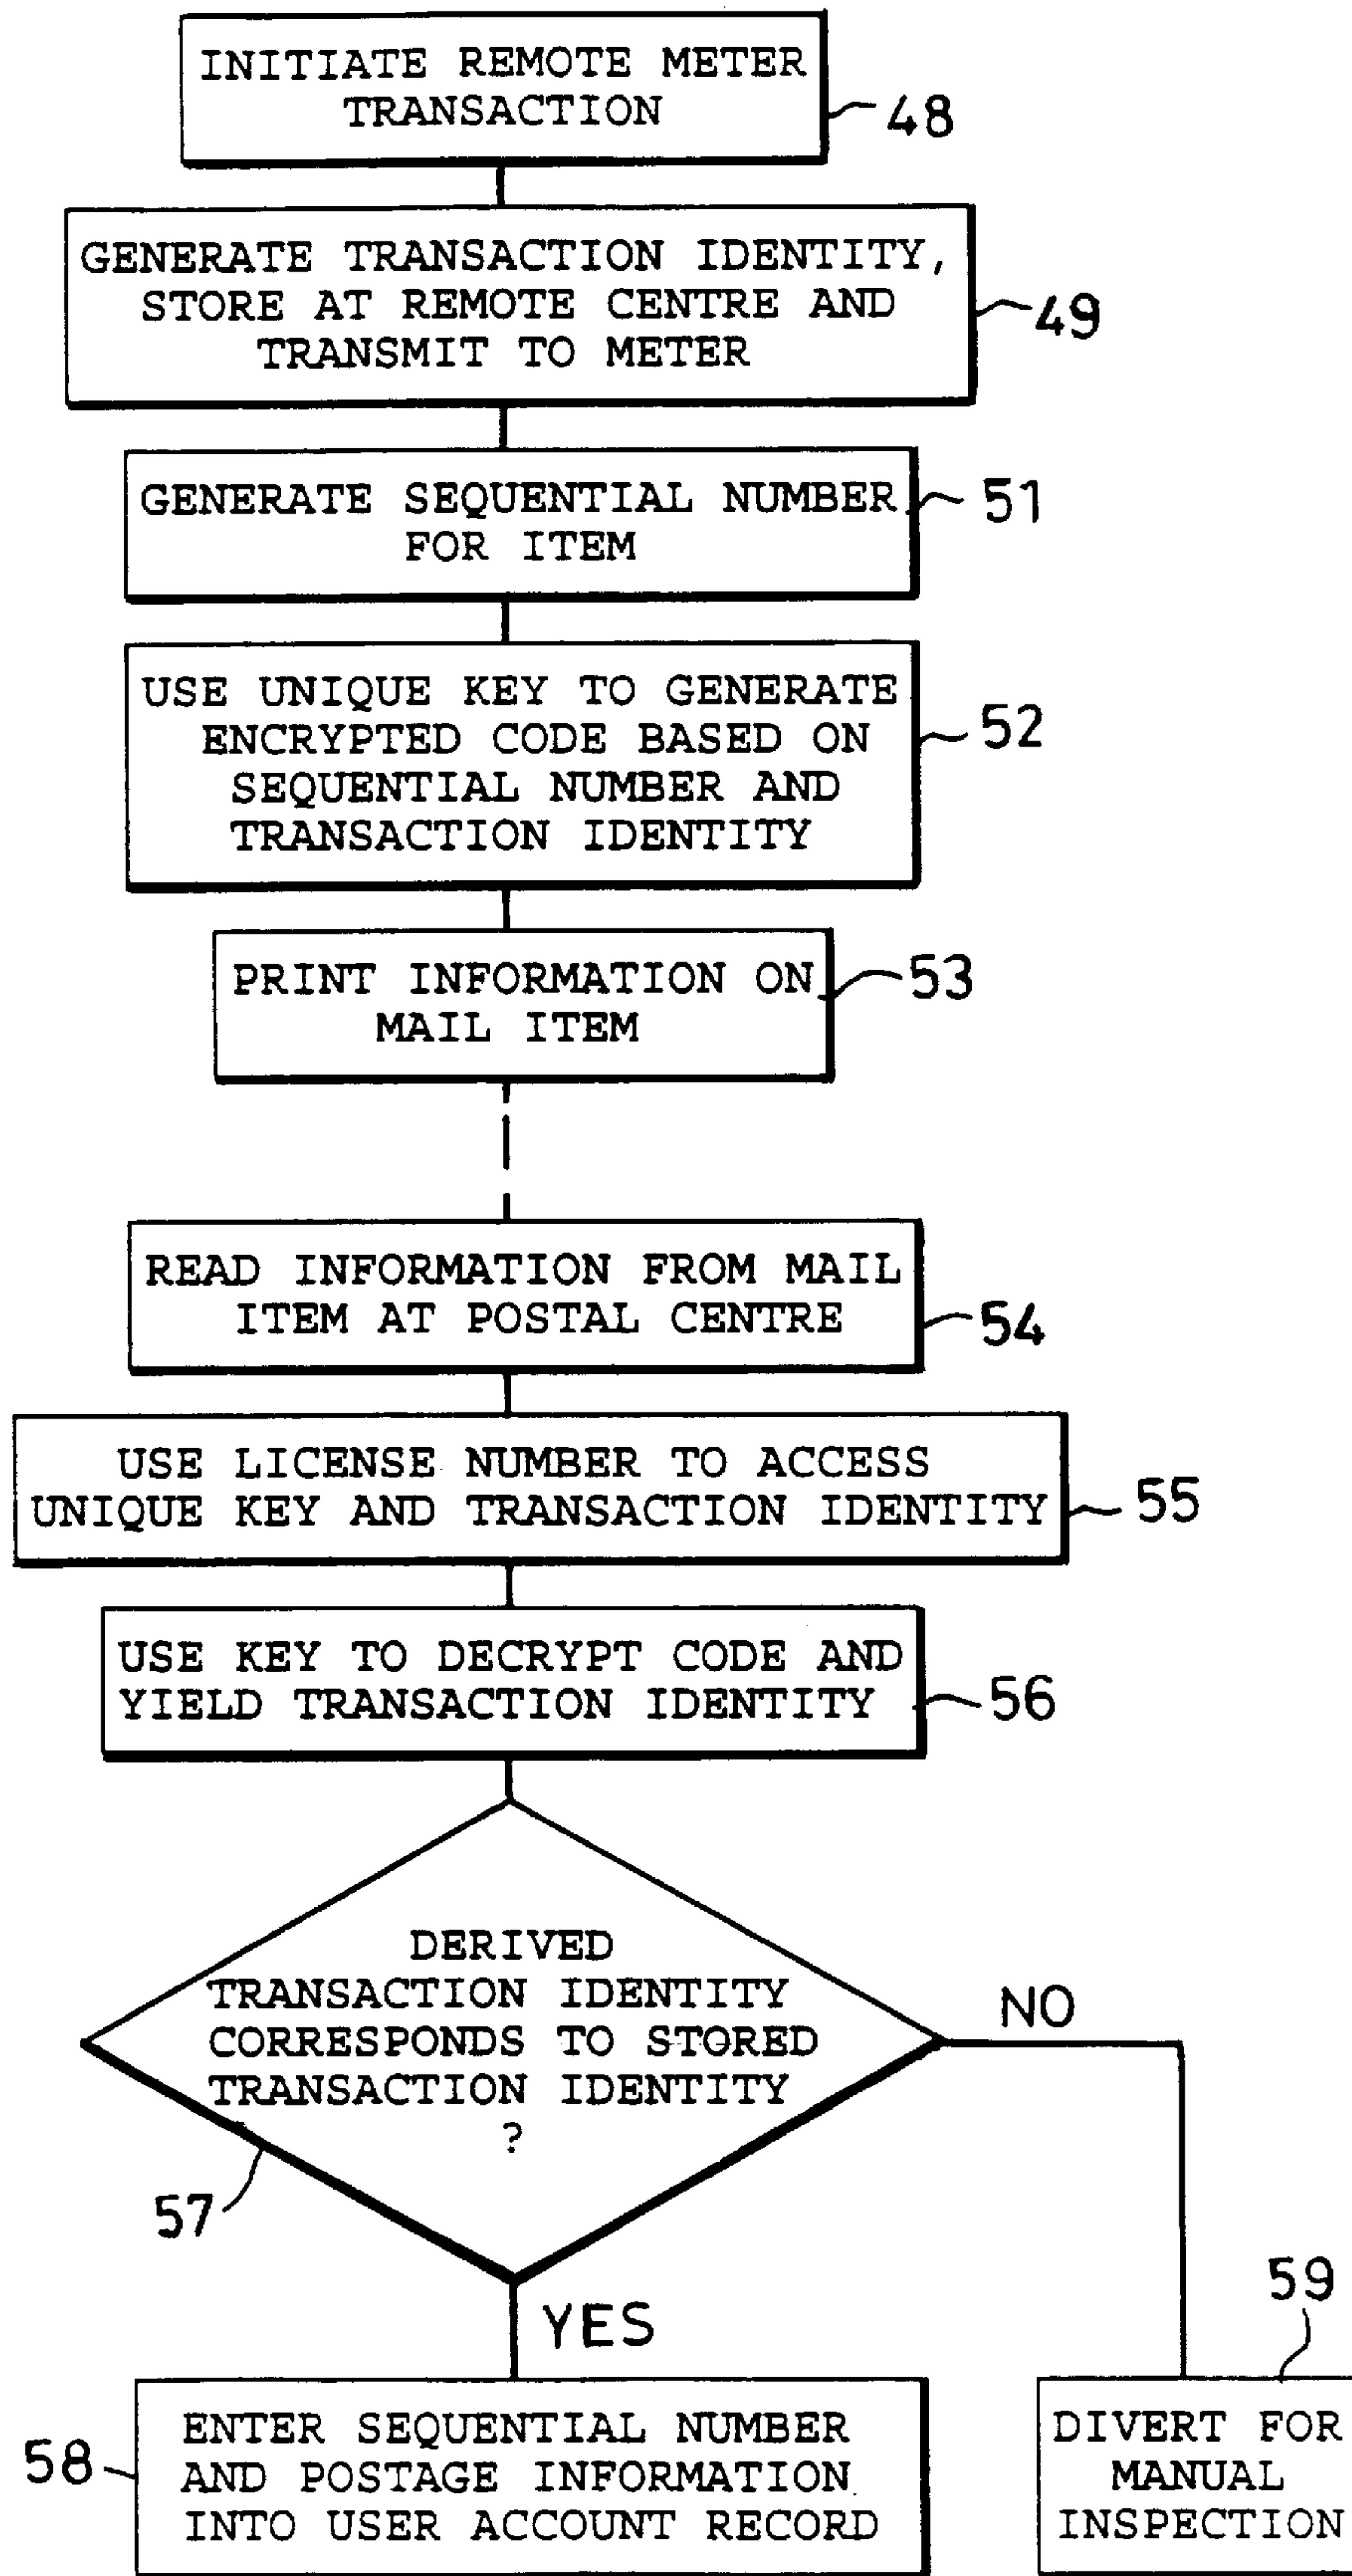 INITIATE REMOTE METER
TRANSACTION
48
GENERATE TRANSACTION IDENTITY,
STORE AT REMOTE CENTRE AND
TRANSMIT TO METER
49
GENERATE SEQUENTIAL NUMBER
FOR ITEM
51
USE UNIQUE KEY TO GENERATE
ENCRYPTED CODE BASED ON
SEQUENTIAL NUMBER AND
TRANSACTION IDENTITY
52
PRINT INFORMATION ON
MAIL ITEM
53
READ INFORMATION FROM MAIL
ITEM AT POSTAL CENTRE
54
USE LICENSE NUMBER TO ACCESS
UNIQUE KEY AND TRANSACTION IDENTITY
55
USE KEY TO DECRYPT CODE AND
YIELD TRANSACTION IDENTITY
56
DERIVED
TRANSACTION IDENTITY
CORRESPONDS TO STORED
TRANSACTION IDENTITY
?
57
NO
YES
58
ENTER SEQUENTIAL NUMBER
AND POSTAGE INFORMATION
INTO USER ACCOUNT RECORD
59
DIVERT FOR
MANUAL
INSPECTION